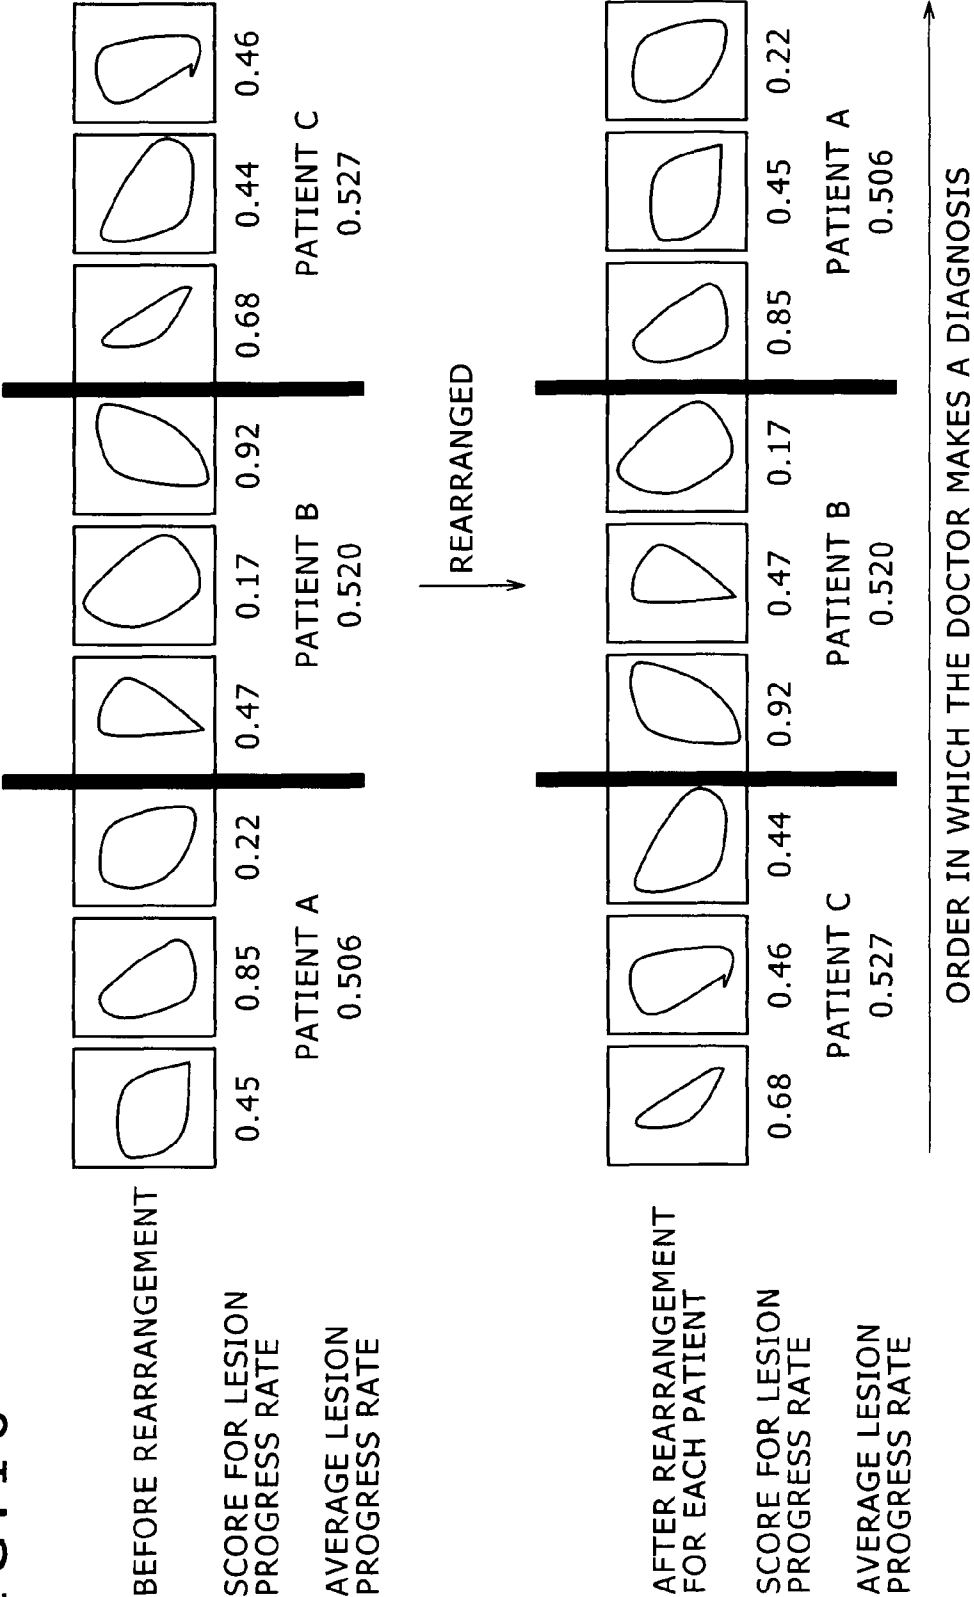 BEFORE REARRANGEMENT
SCORE FOR LESION
PROGRESS RATE
0.45 0.85 0.22 0.47 0.17 0.92 0.68 0.44 0.46
AVERAGE LESION
PROGRESS RATE
PATIENT A PATIENT B PATIENT C
0.506 0.520 0.527
REARRANGED
AFTER REARRANGEMENT
FOR EACH PATIENT
SCORE FOR LESION
PROGRESS RATE
0.68 0.46 0.44 0.92 0.47 0.17 0.85 0.45 0.22
AVERAGE LESION
PROGRESS RATE
PATIENT C PATIENT B PATIENT A
0.527 0.520 0.506
ORDER IN WHICH THE DOCTOR MAKES A DIAGNOSIS